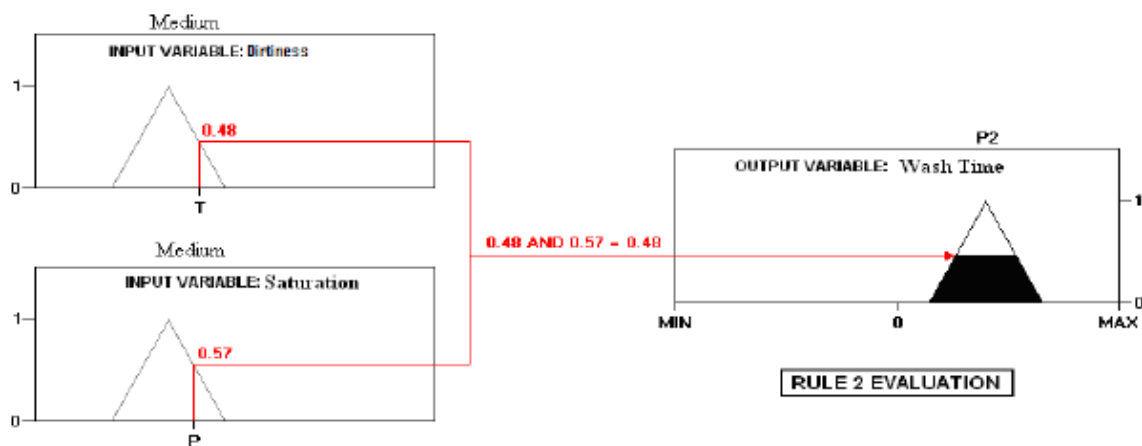 Medium
INPUT VARIABLE: Dirtiness
1
0.48
0
T
Medium
INPUT VARIABLE: Saturation
1
0.57
0
P
0.48 AND 0.57 = 0.48
P2
OUTPUT VARIABLE: Wash Time
1
0
MIN
0
MAX
RULE 2 EVALUATION